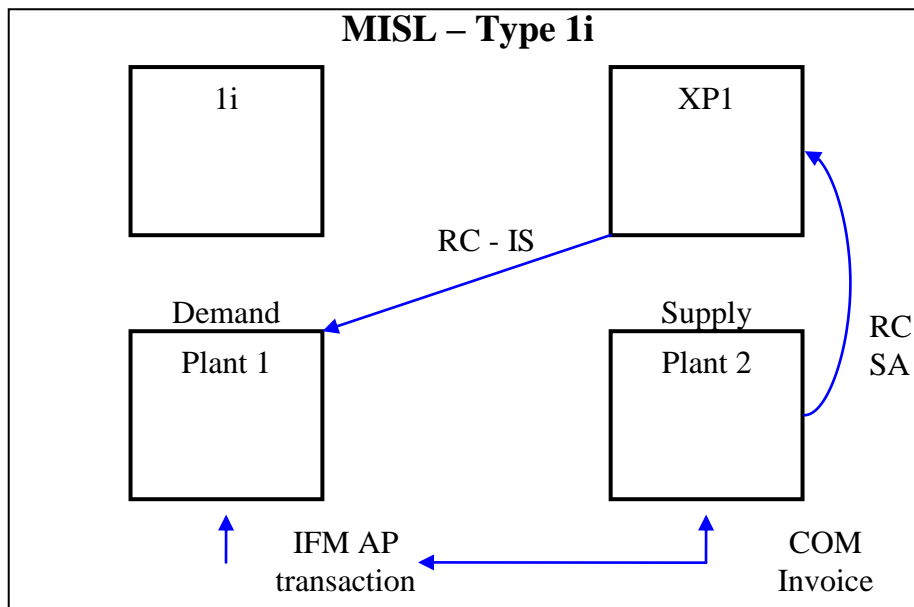 MISL – Type 1i
1i
XP1
RC - IS
Demand
Supply
RC
SA
Plant 1
Plant 2
IFM AP
transaction
COM
Invoice